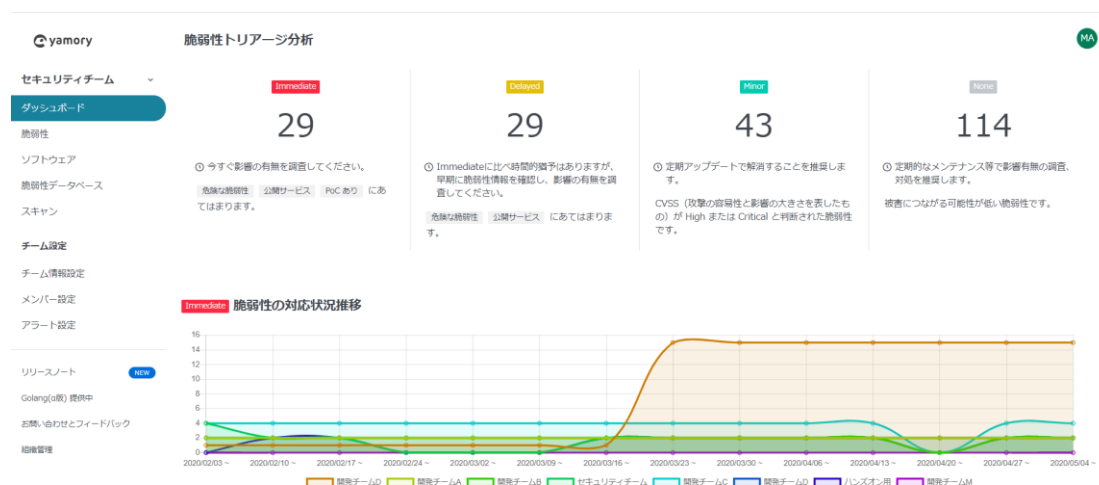 yamory
脆弱性トリアージ分析
MA
セキュリティチーム
ダッシュボード
脆弱性
ソフトウェア
脆弱性データベース
スキャン
チーム設定
チーム情報設定
メンバー設定
アラート設定
リリースノート NEW
Golang(α版) 提供中
お問い合わせとフィードバック
組織管理
Immediate
29
今すぐ影響の有無を調査してください。
危険な脆弱性 公開サービス PoC あり にあ
てはまります。
Delayed
29
Immediateに比べ時間的猶予はありますが、
早期に脆弱性情報を確認し、影響の有無を調
査してください。
危険な脆弱性 公開サービス にあてはまりま
す。
Minor
43
定期アップデートで解消することを推奨しま
す。
CVSS（攻撃の容易性と影響の大きさを表したも
の）が High または Critical と判断された脆弱性
です。
None
114
定期的なメンテナンス等で影響有無の調査、
対処を推奨します。
被害につながる可能性が低い脆弱性です。
Immediate 脆弱性の対応状況推移
16
14
12
10
8
6
4
2
0
2020/02/03 ~ 2020/02/10 ~ 2020/02/17 ~ 2020/02/24 ~ 2020/03/02 ~ 2020/03/09 ~ 2020/03/16 ~ 2020/03/23 ~ 2020/03/30 ~ 2020/04/06 ~ 2020/04/13 ~ 2020/04/20 ~ 2020/04/27 ~ 2020/05/04 ~
開発チームD 開発チームA 開発チームB セキュリティチーム 開発チームC 開発チームD ハンズオン用 開発チームM